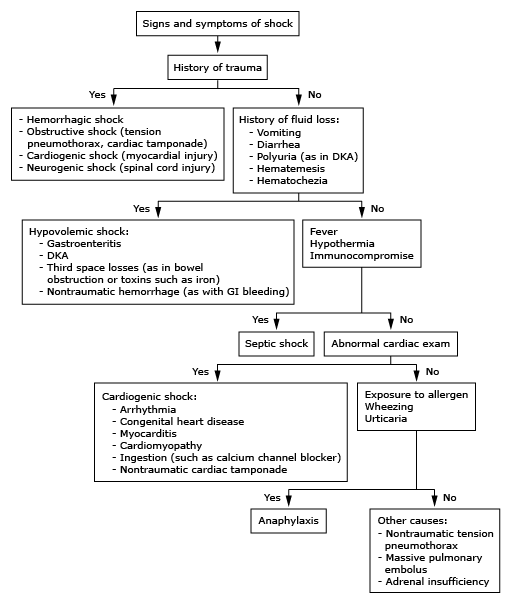 Signs and symptoms of shock
History of trauma
Yes
No
- Hemorrhagic shock
- Obstructive shock (tension
pneumothorax, cardiac tamponade)
- Cardiogenic shock (myocardial injury)
- Neurogenic shock (spinal cord injury)
History of fluid loss:
- Vomiting
- Diarrhea
- Polyuria (as in DKA)
- Hematemesis
- Hematochezia
Yes
No
Hypovolemic shock:
- Gastroenteritis
- DKA
- Third space losses (as in bowel
obstruction or toxins such as iron)
- Nontraumatic hemorrhage (as with GI bleeding)
Fever
Hypothermia
Immunocompromise
Yes
No
Septic shock
Abnormal cardiac exam
Yes
No
Cardiogenic shock:
- Arrhythmia
- Congenital heart disease
- Myocarditis
- Cardiomyopathy
- Ingestion (such as calcium channel blocker)
- Nontraumatic cardiac tamponade
Exposure to allergen
Wheezing
Urticaria
Yes
No
Anaphylaxis
Other causes:
- Nontraumatic tension
pneumothorax
- Massive pulmonary
embolus
- Adrenal insufficiency